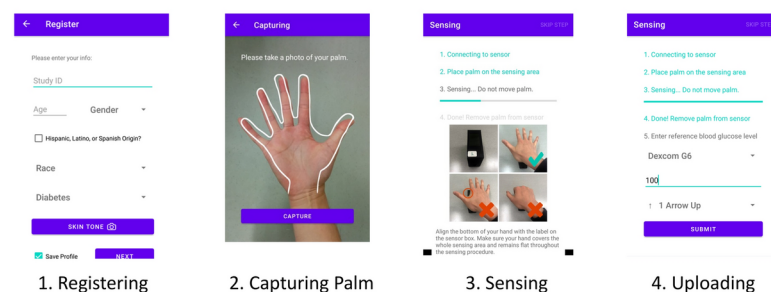 ← Register
Please enter your info:
Study ID
Age
Gender
Hispanic, Latino, or Spanish Origin?
Race
Diabetes
SKIN TONE
Save Profile
NEXT
1. Registering
← Capturing
Please take a photo of your palm.
CAPTURE
2. Capturing Palm
Sensing
SKIP STEP
1. Connecting to sensor
2. Place palm on the sensing area
3. Sensing... Do not move palm.
4. Done! Remove palm from sensor
Align the bottom of your hand with the label on
the sensor box. Make sure your hand covers the
whole sensing area and remains flat throughout
the sensing procedure.
3. Sensing
Sensing
SKIP STE
1. Connecting to sensor
2. Place palm on the sensing area
3. Sensing... Do not move palm.
4. Done! Remove palm from sensor
5. Enter reference blood glucose level
Dexcom G6
100
↑ 1 Arrow Up
SUBMIT
4. Uploading